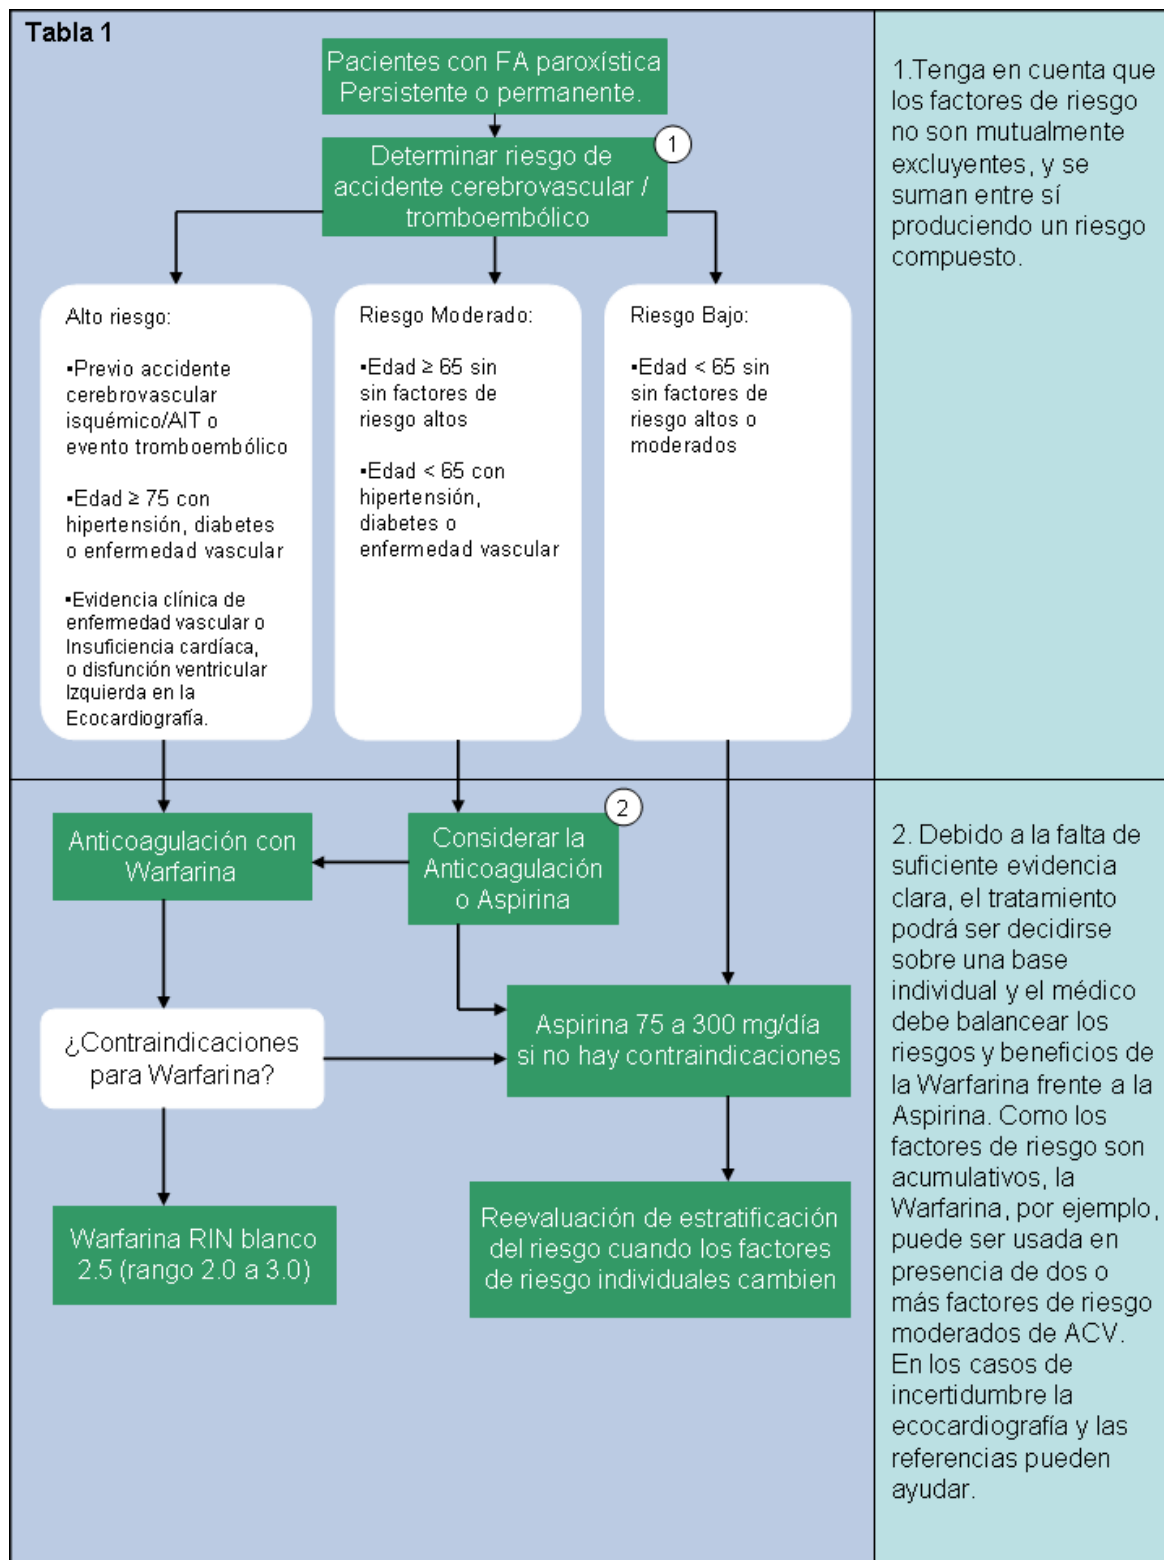 Tabla 1
Pacientes con FA paroxística
Persistente o permanente.
1
Determinar riesgo de
accidente cerebrovascular /
tromboembólico
Alto riesgo:
▪Previo accidente
cerebrovascular
isquémico/AIT o
evento tromboembólico
▪Edad ≥ 75 con
hipertensión, diabetes
o enfermedad vascular
▪Evidencia clínica de
enfermedad vascular o
Insuficiencia cardíaca,
o disfunción ventricular
Izquierda en la
Ecocardiografía.
Riesgo Moderado:
▪Edad ≥ 65 sin
sin factores de
riesgo altos
▪Edad < 65 con
hipertensión,
diabetes o
enfermedad vascular
Riesgo Bajo:
▪Edad < 65 sin
sin factores de
riesgo altos o
moderados
1.Tenga en cuenta que
los factores de riesgo
no son mutualmente
excluyentes, y se
suman entre sí
produciendo un riesgo
compuesto.
Anticoagulación con
Warfarina
2
Considerar la
Anticoagulación
o Aspirina
¿Contraindicaciones
para Warfarina?
Aspirina 75 a 300 mg/día
si no hay contraindicaciones
Warfarina RIN blanco
2.5 (rango 2.0 a 3.0)
Reevaluación de estratificación
del riesgo cuando los factores
de riesgo individuales cambien
2. Debido a la falta de
suficiente evidencia
clara, el tratamiento
podrá ser decidirse
sobre una base
individual y el médico
debe balancear los
riesgos y beneficios de
la Warfarina frente a la
Aspirina. Como los
factores de riesgo son
acumulativos, la
Warfarina, por ejemplo,
puede ser usada en
presencia de dos o
más factores de riesgo
moderados de ACV.
En los casos de
incertidumbre la
ecocardiografía y las
referencias pueden
ayudar.